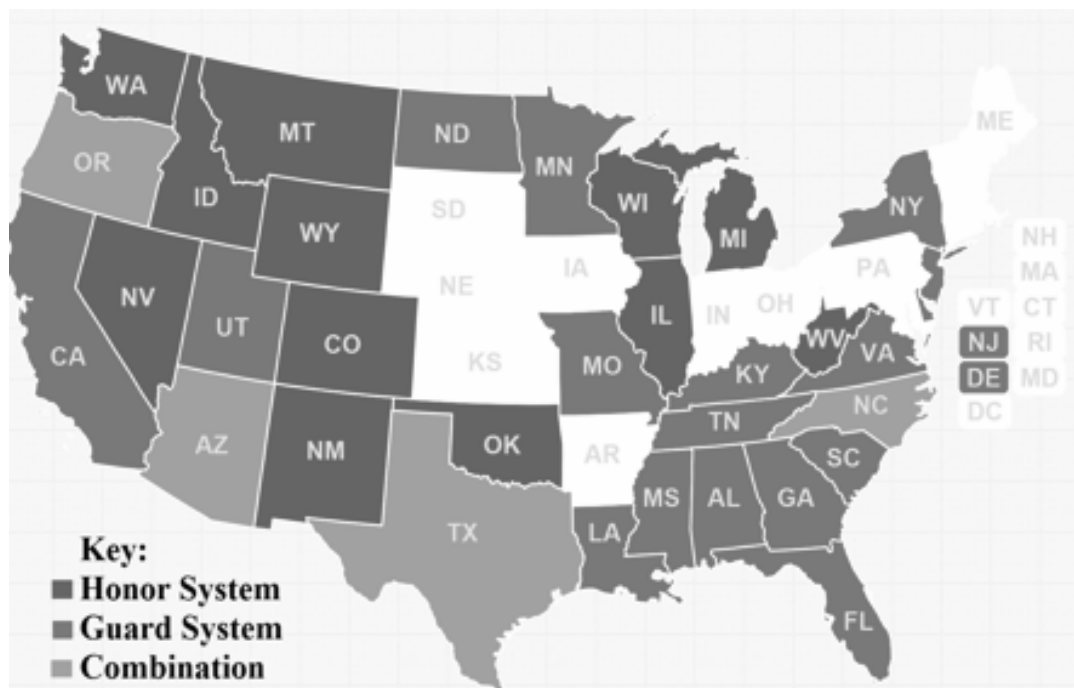 WA
MT
ND
MN
ME
OR
ID
SD
WI
NY
WY
MI
NH
IA
PA
MA
NV
NE
OH
VT
CT
UT
CO
IL
IN
WV
NJ
RI
CA
KS
MO
KY
VA
DE
MD
NC
DC
AZ
NM
OK
TN
AR
SC
MS
AL
GA
TX
LA
FL
Key:
Honor System
Guard System
Combination